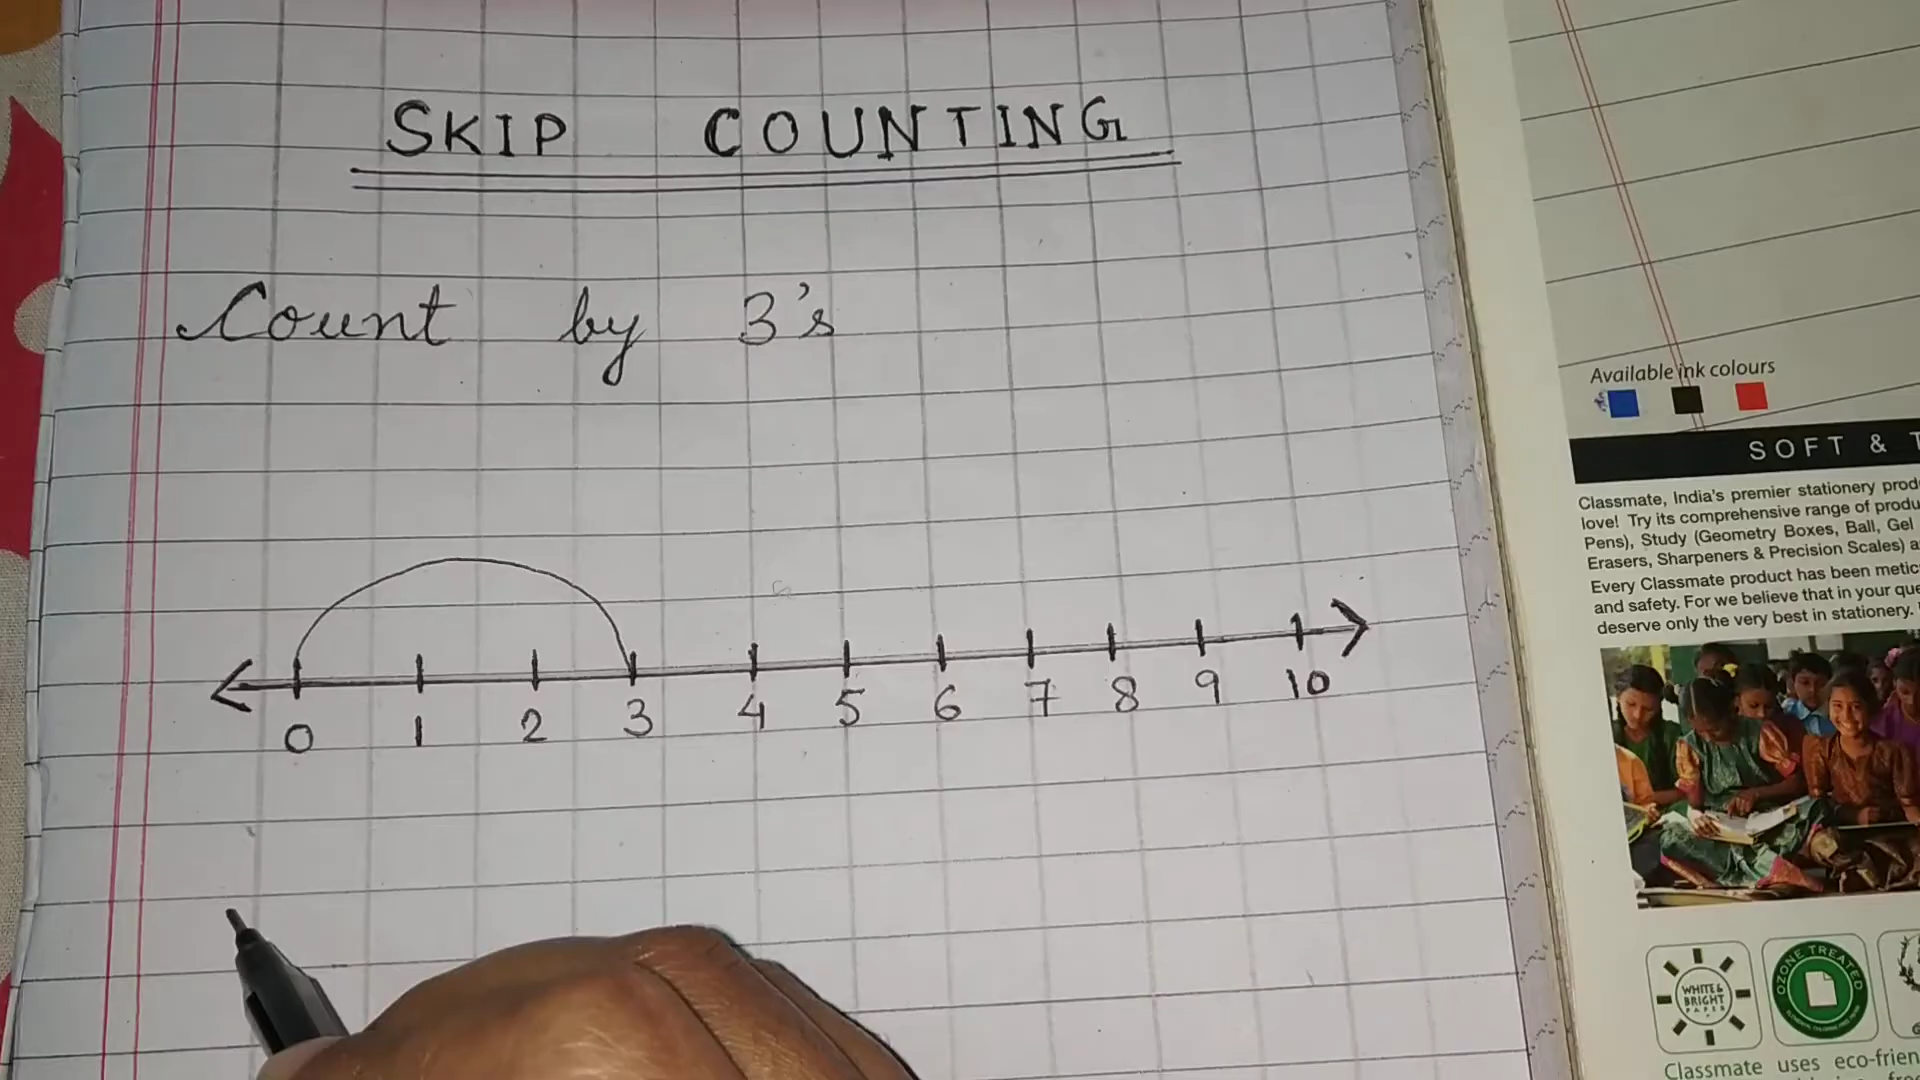 SKIP COUNTING
Count by 3's
0 1 2 3 4 5 6 7 8 9 10
Available ink colours
SOFT &
Classmate, India's premier stationery
love! Try its comprehensive range of
Pens), Study (Geometry Boxes, Ball, Gel
Erasers, Sharpeners & Precision Scales)
Every Classmate product has been
and safety. For we believe that in your
deserve only the very best in stationery.
WHITE &
BRIGHT
PAPER
OZONE TREATED
Classmate uses